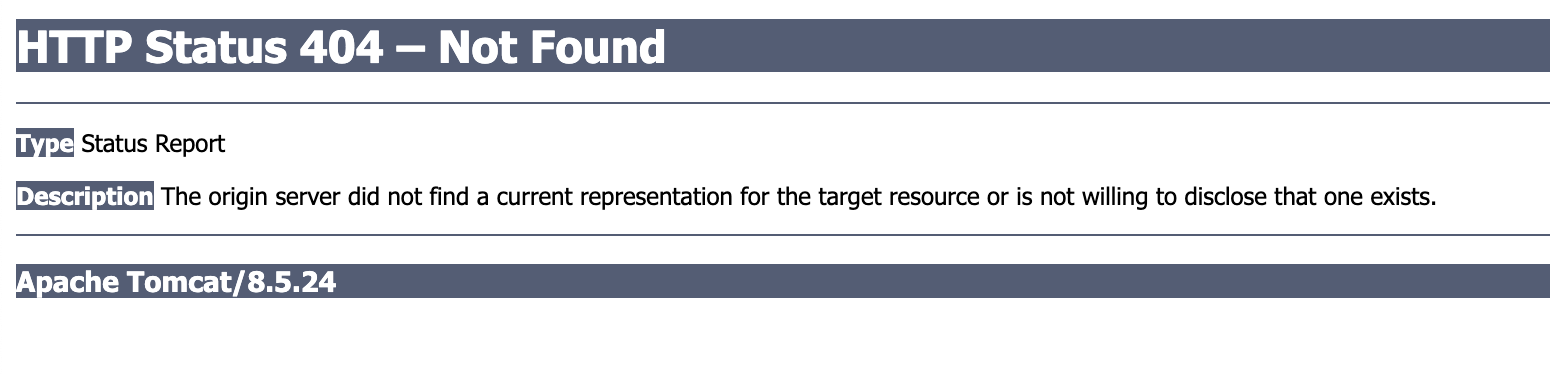 HTTP Status 404 – Not Found
Type Status Report
Description The origin server did not find a current representation for the target resource or is not willing to disclose that one exists.
Apache Tomcat/8.5.24